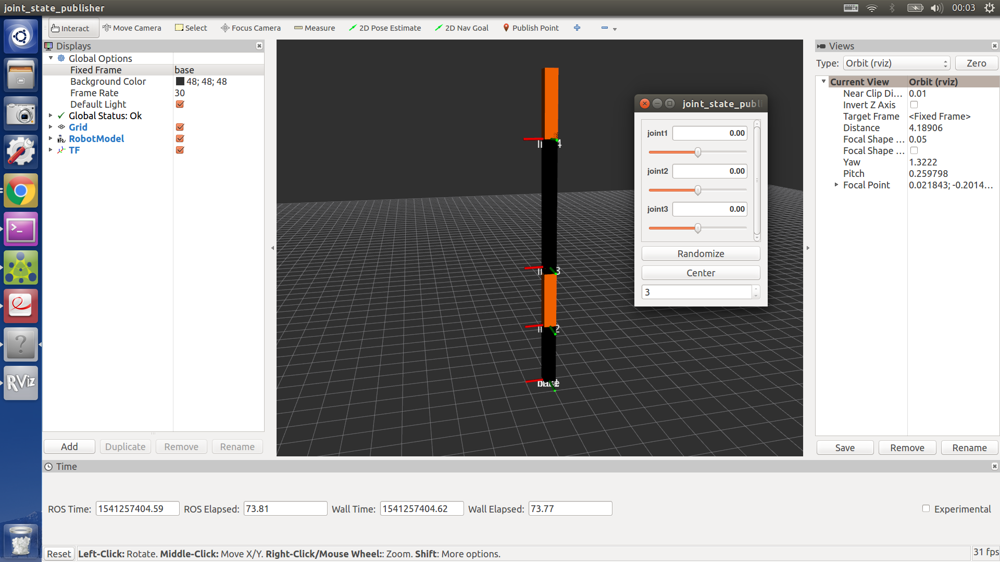 joint_state_publisher
00:03
Interact Move Camera Select Focus Camera Measure 2D Pose Estimate 2D Nav Goal Publish Point
Displays
Global Options
Fixed Frame base
Background Color 48; 48; 48
Frame Rate 30
Default Light
Global Status: Ok
Grid
RobotModel
TF
Add Duplicate Remove Rename
4
3
2
base
joint_state_publ
joint1 0.00
joint2 0.00
joint3 0.00
Randomize
Center
3
Views
Type: Orbit (rviz) Zero
Current View Orbit (rviz)
Near Clip Di... 0.01
Invert Z Axis
Target Frame <Fixed Frame>
Distance 4.18906
Focal Shape ... 0.05
Focal Shape ...
Yaw 1.3222
Pitch 0.259798
Focal Point 0.021843; -0.2014...
Save Remove Rename
RViz
Time
ROS Time: 1541257404.59 ROS Elapsed: 73.81 Wall Time: 1541257404.62 Wall Elapsed: 73.77 Experimental
Reset Left-Click: Rotate. Middle-Click: Move X/Y. Right-Click/Mouse Wheel:: Zoom. Shift: More options. 31 fps